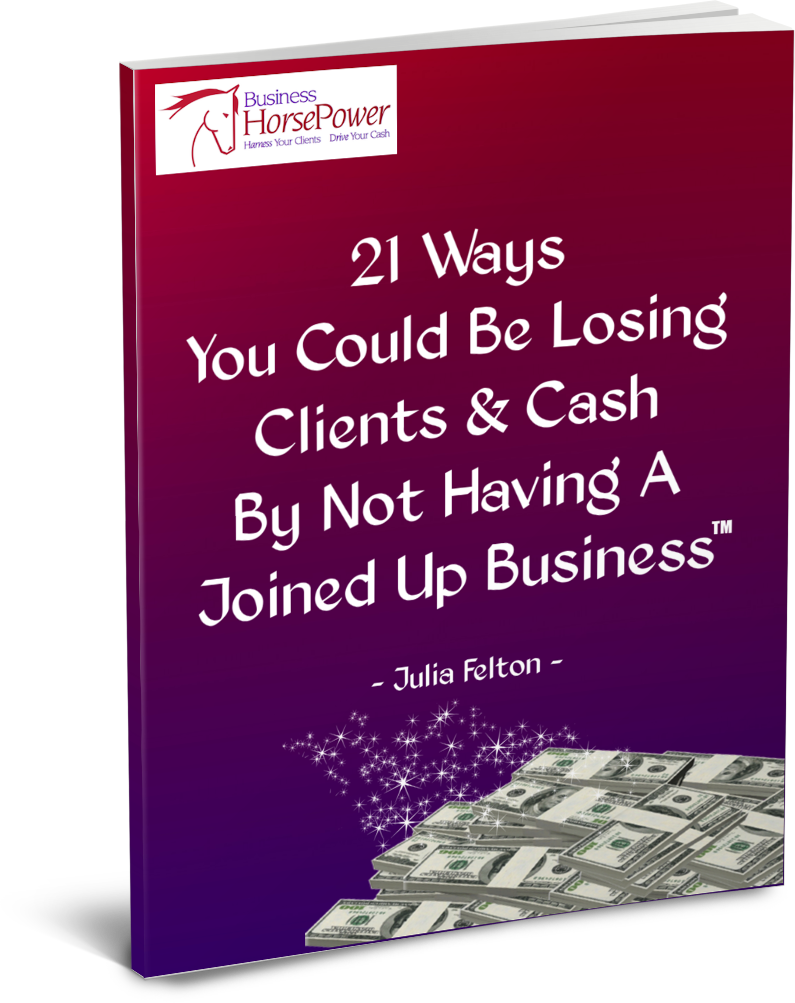 Business
HorsePower
Harness Your Clients Drive Your Cash
21 Ways
You Could Be Losing
Clients & Cash
By Not Having A
Joined Up Business™
- Julia Felton -